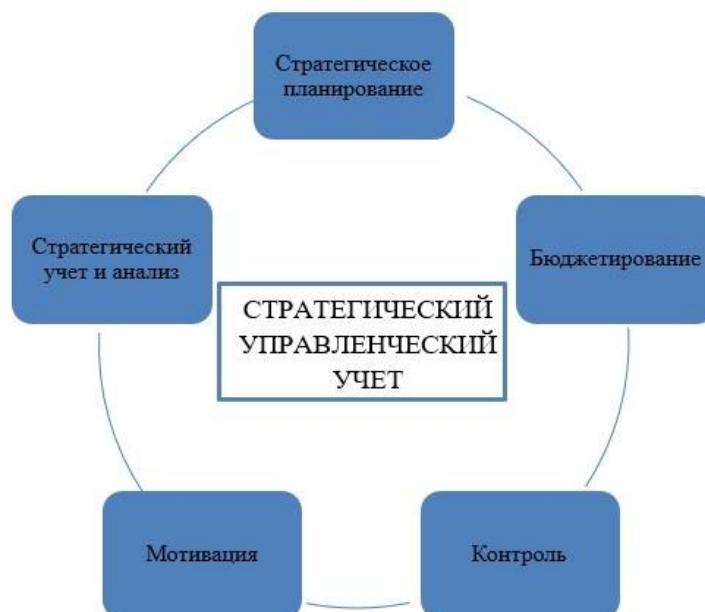 Стратегическое
планирование
Стратегический
учет и анализ
Бюджетирование
СТРАТЕГИЧЕСКИЙ
УПРАВЛЕНЧЕСКИЙ
УЧЕТ
Мотивация
Контроль